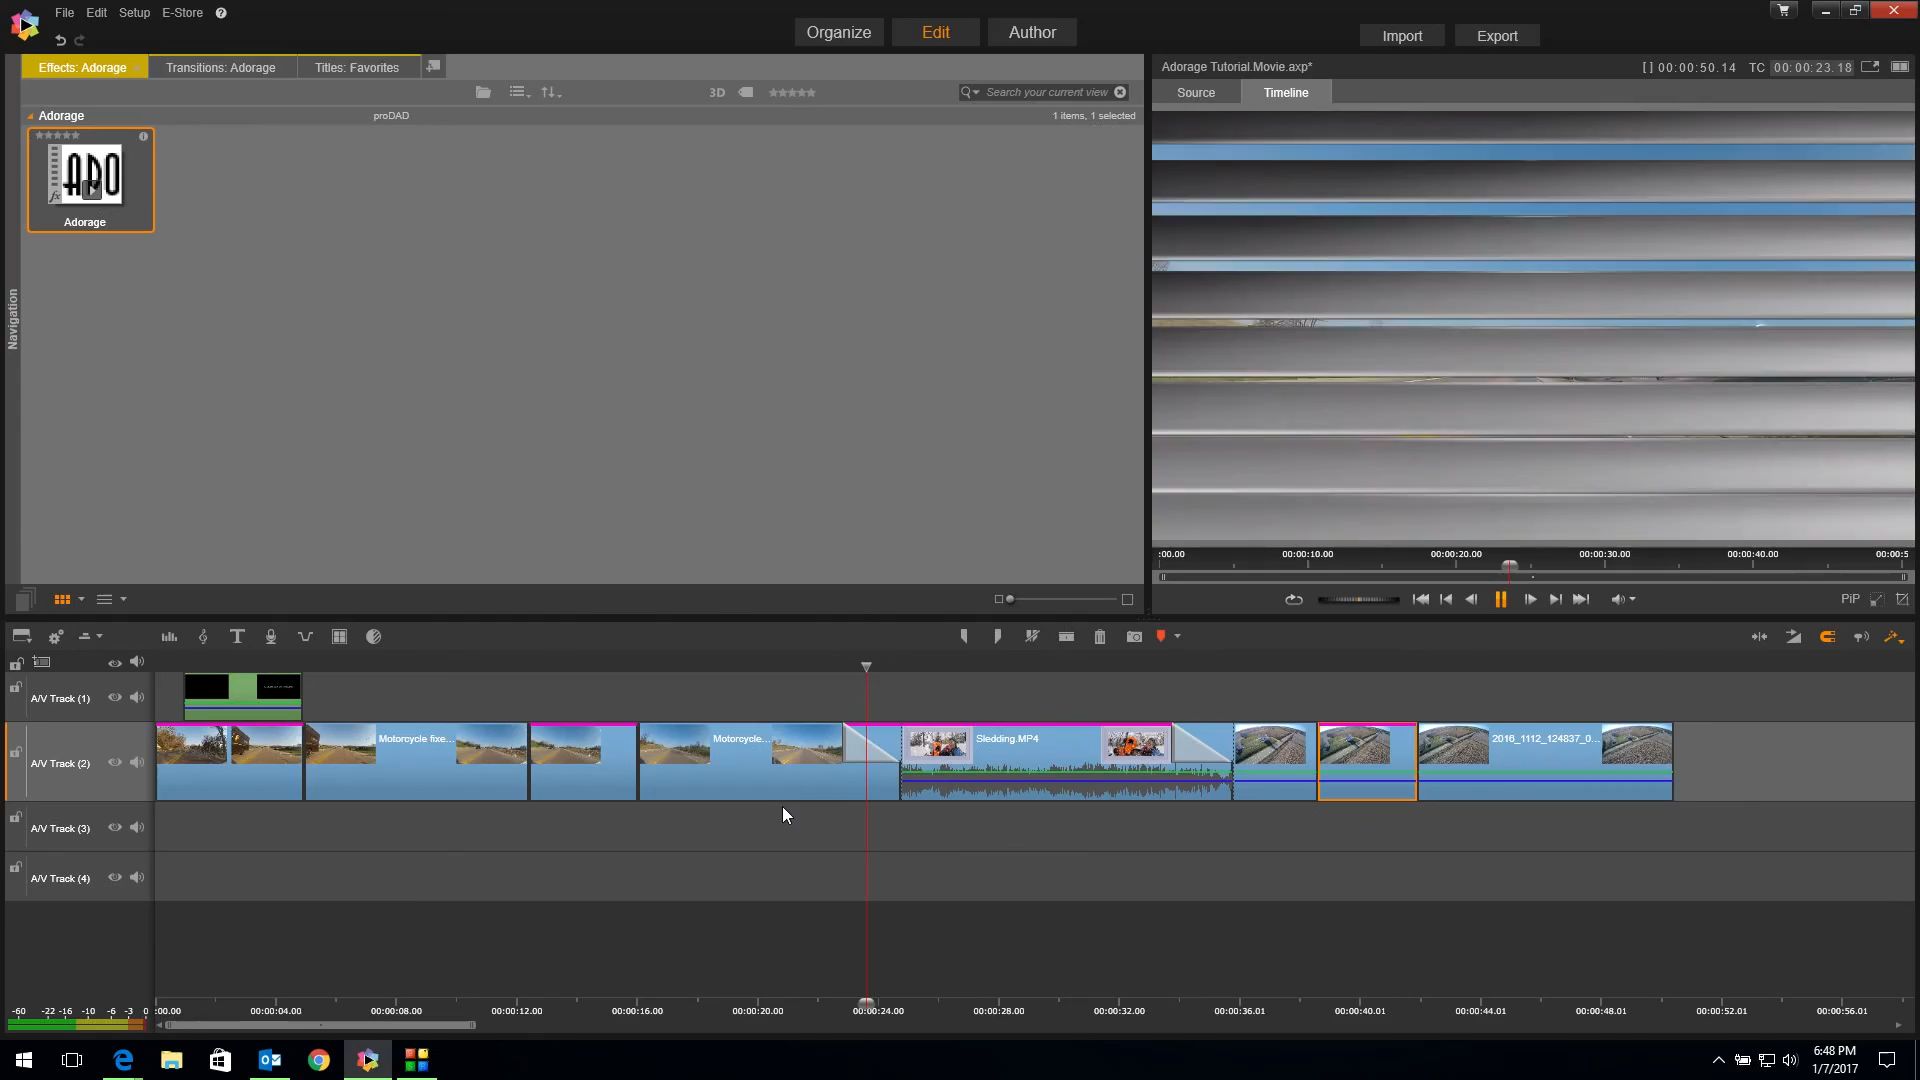 File Edit Setup E-Store ?
Organize Edit Author
Import Export
Effects: Adorage Transitions: Adorage Titles: Favorites
Adorage Tutorial.Movie.axp* [ ] 00:00:50.14 TC 00:00:23.18
3D Search your current view
Source Timeline
Adorage proDAD 1 items, 1 selected
ADO
fx
Adorage
Navigation
:00.00 00:00:10.00 00:00:20.00 00:00:30.00 00:00:40.00 00:00:5
PiP
A/V Track (1)
A/V Track (2)
Motorcycle fixe...
Motorcycle...
Sledding.MP4
2016_1112_124837_0...
A/V Track (3)
A/V Track (4)
-60 -22 -16 -10 -6 -3 0
:00.00 00:00:04.00 00:00:08.00 00:00:12.00 00:00:16.00 00:00:20.00 00:00:24.00 00:00:28.00 00:00:32.00 00:00:36.01 00:00:40.01 00:00:44.01 00:00:48.01 00:00:52.01 00:00:56.01
6:48 PM
1/7/2017